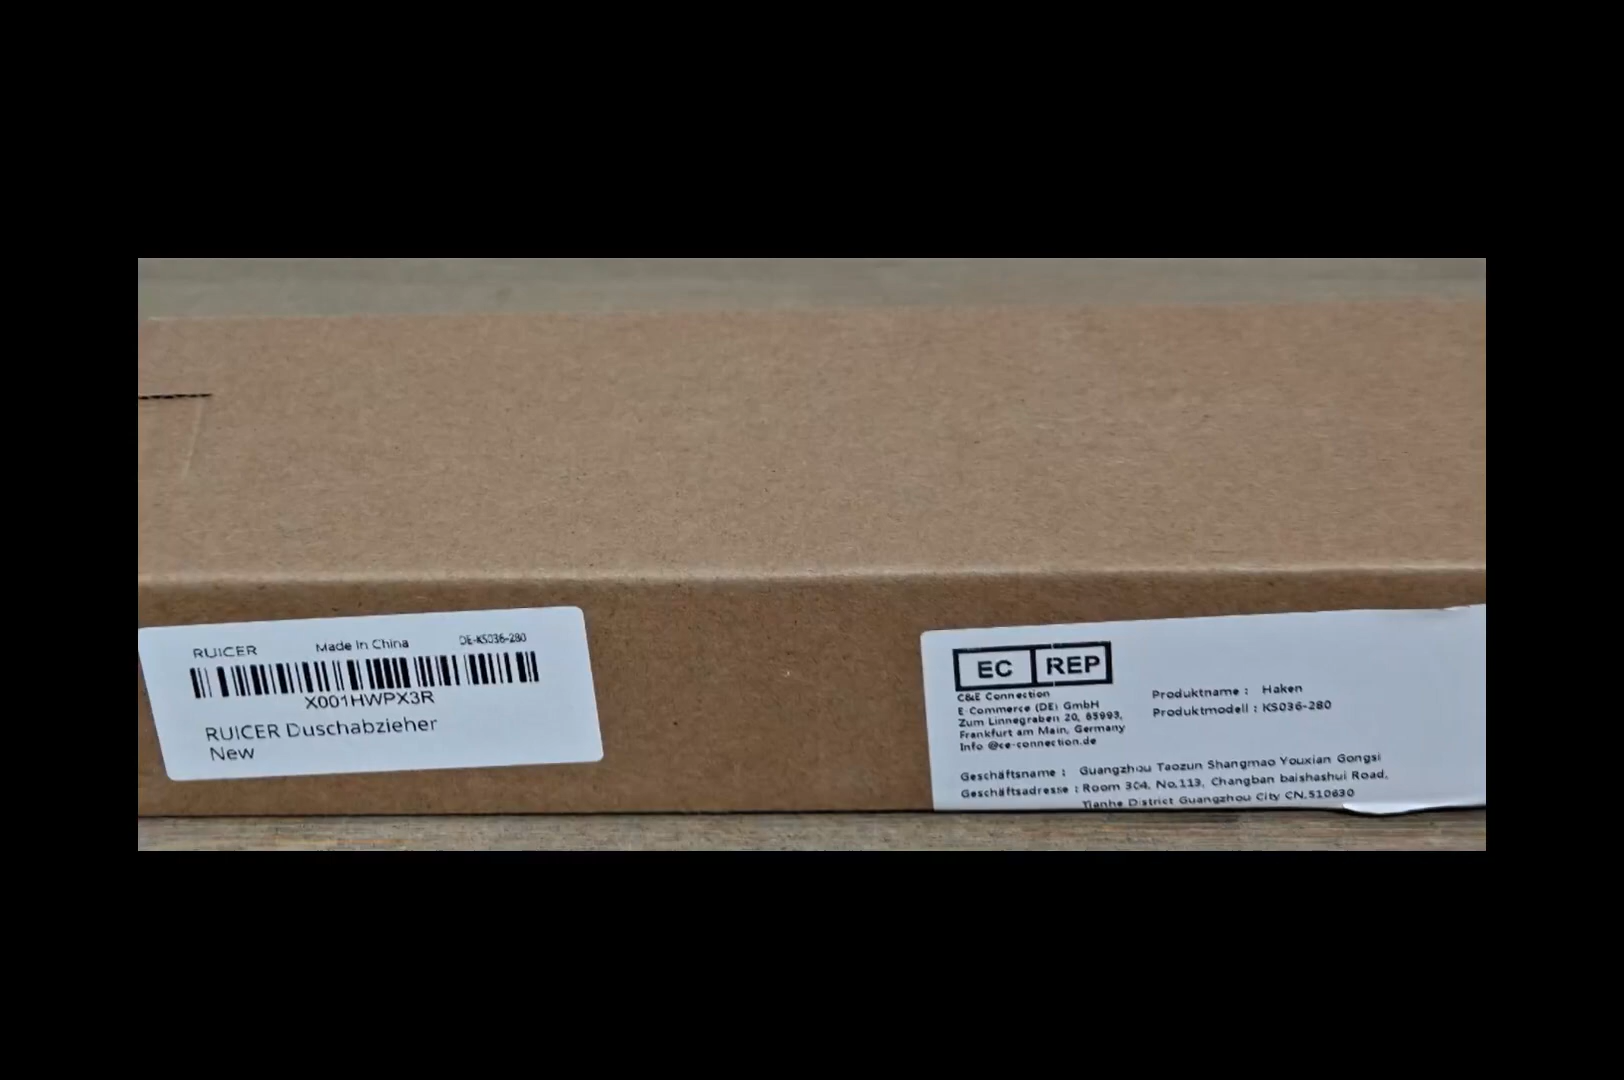 RUICER Made In China DE-KS036-280
X001HWPX3R
RUICER Duschabzieher
New
EC REP
C&E Connection
E-Commerce (DE) GmbH
Zum Linnegraben 20, 65993,
Frankfurt am Main, Germany
Info @ce-connection.de
Produktname : Haken
Produktmodell : KS036-280
Geschäftsname : Guangzhou Taozun Shangmao Youxian Gongsi
Geschäftsadresse : Room 304, No.113, Changban baishashui Road,
Tianhe District Guangzhou City CN.510630